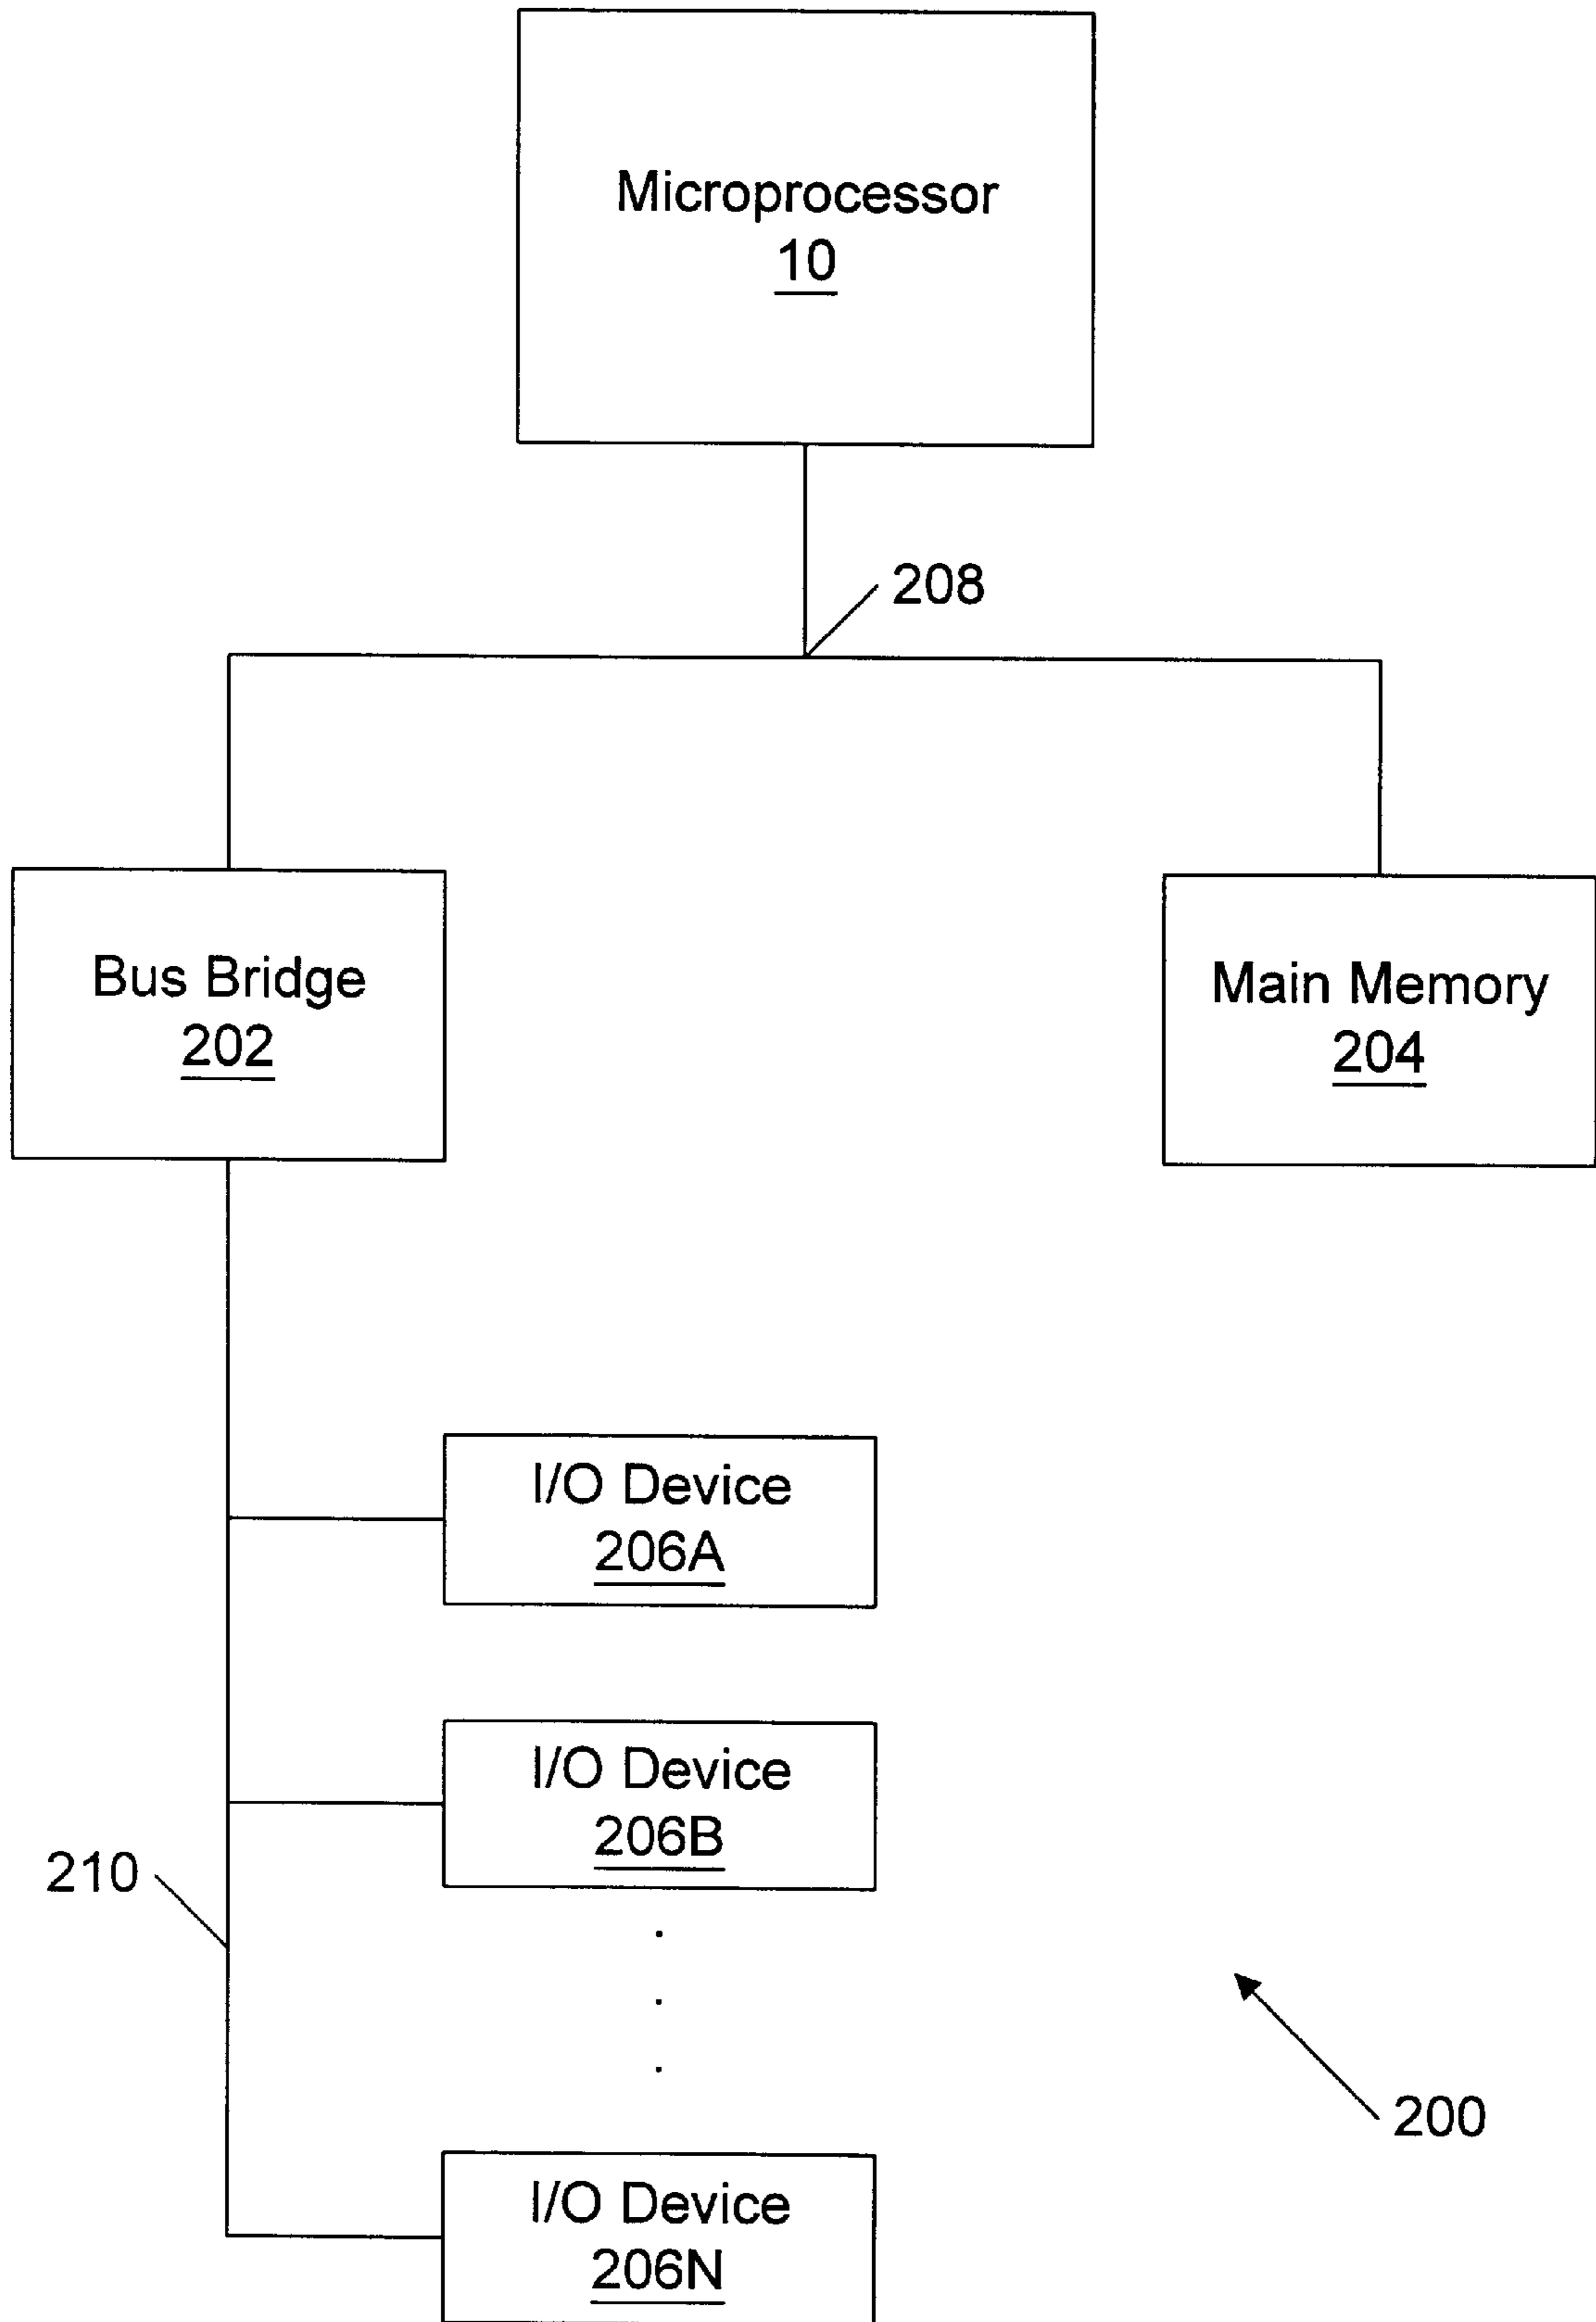 Microprocessor
10
208
Bus Bridge
202
Main Memory
204
I/O Device
206A
I/O Device
206B
210
.
.
.
200
I/O Device
206N